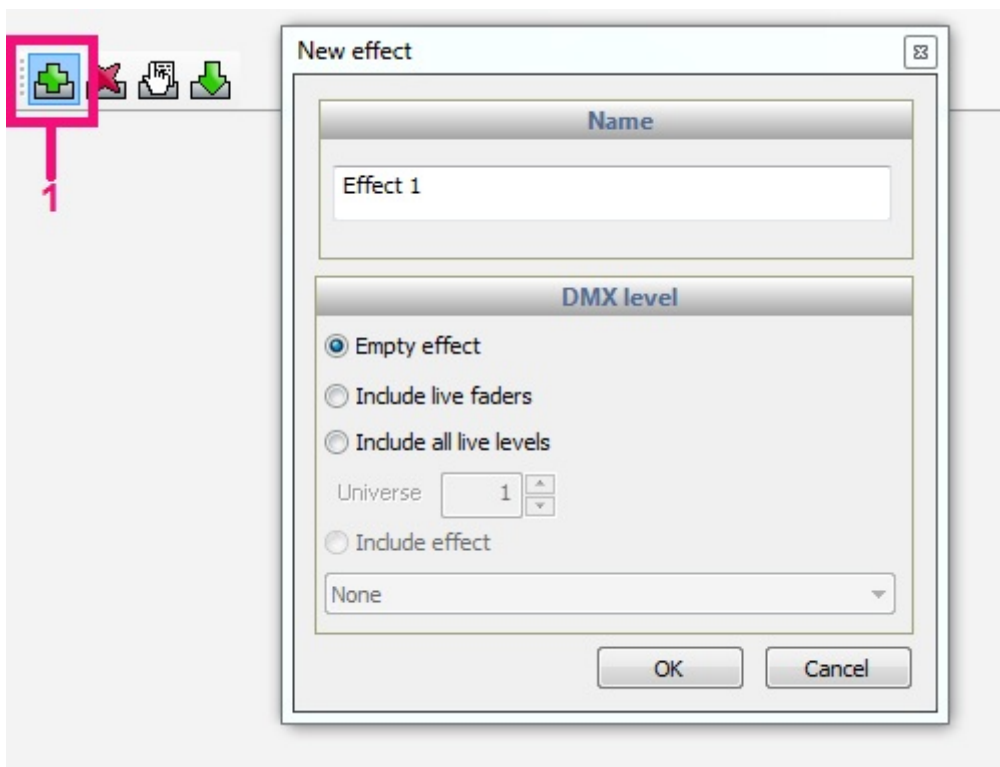 New effect
1
Name
Effect 1
DMX level
Empty effect
Include live faders
Include all live levels
Universe 1
Include effect
None
OK Cancel